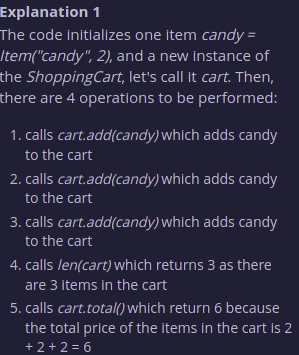 Explanation 1
The code initializes one item candy =
Item("candy", 2), and a new instance of
the ShoppingCart, let's call it cart. Then,
there are 4 operations to be performed:
1. calls cart.add(candy) which adds candy
to the cart
2. calls cart.add(candy) which adds candy
to the cart
3. calls cart.add(candy) which adds candy
to the cart
4. calls len(cart) which returns 3 as there
are 3 items in the cart
5. calls cart.total() which return 6 because
the total price of the items in the cart is 2
+ 2 + 2 = 6